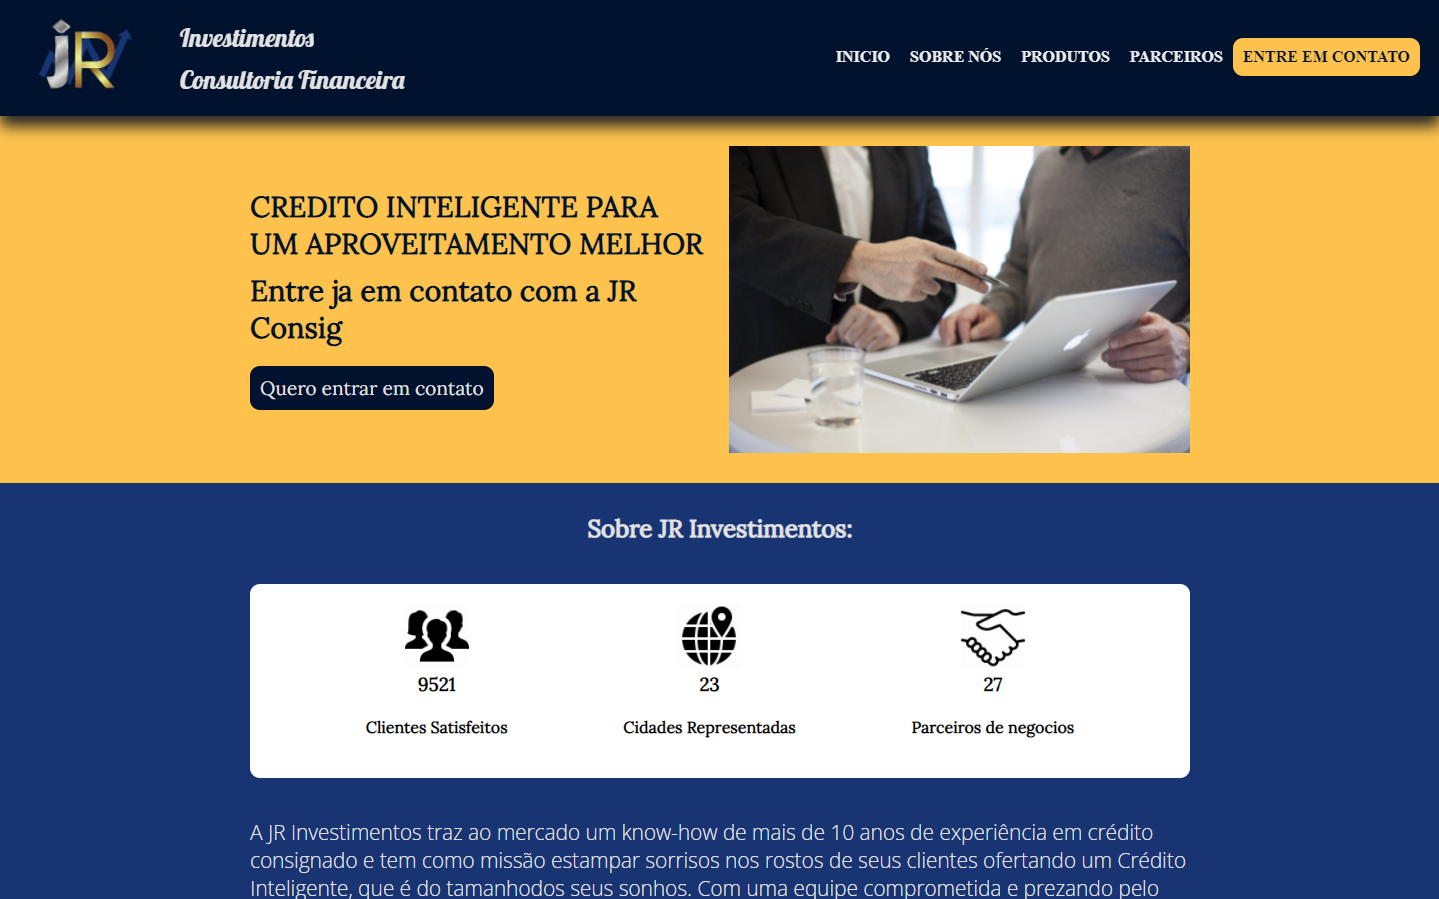 JR
Investimentos
Consultoria Financeira
INICIO
SOBRE NÓS
PRODUTOS
PARCEIROS
ENTRE EM CONTATO
CREDITO INTELIGENTE PARA
UM APROVEITAMENTO MELHOR
Entre ja em contato com a JR
Consig
Quero entrar em contato
Sobre JR Investimentos:
9521
Clientes Satisfeitos
23
Cidades Representadas
27
Parceiros de negocios
A JR Investimentos traz ao mercado um know-how de mais de 10 anos de experiência em crédito
consignado e tem como missão estampar sorrisos nos rostos de seus clientes ofertando um Crédito
Inteligente, que é do tamanhodos seus sonhos. Com uma equipe comprometida e prezando pelo